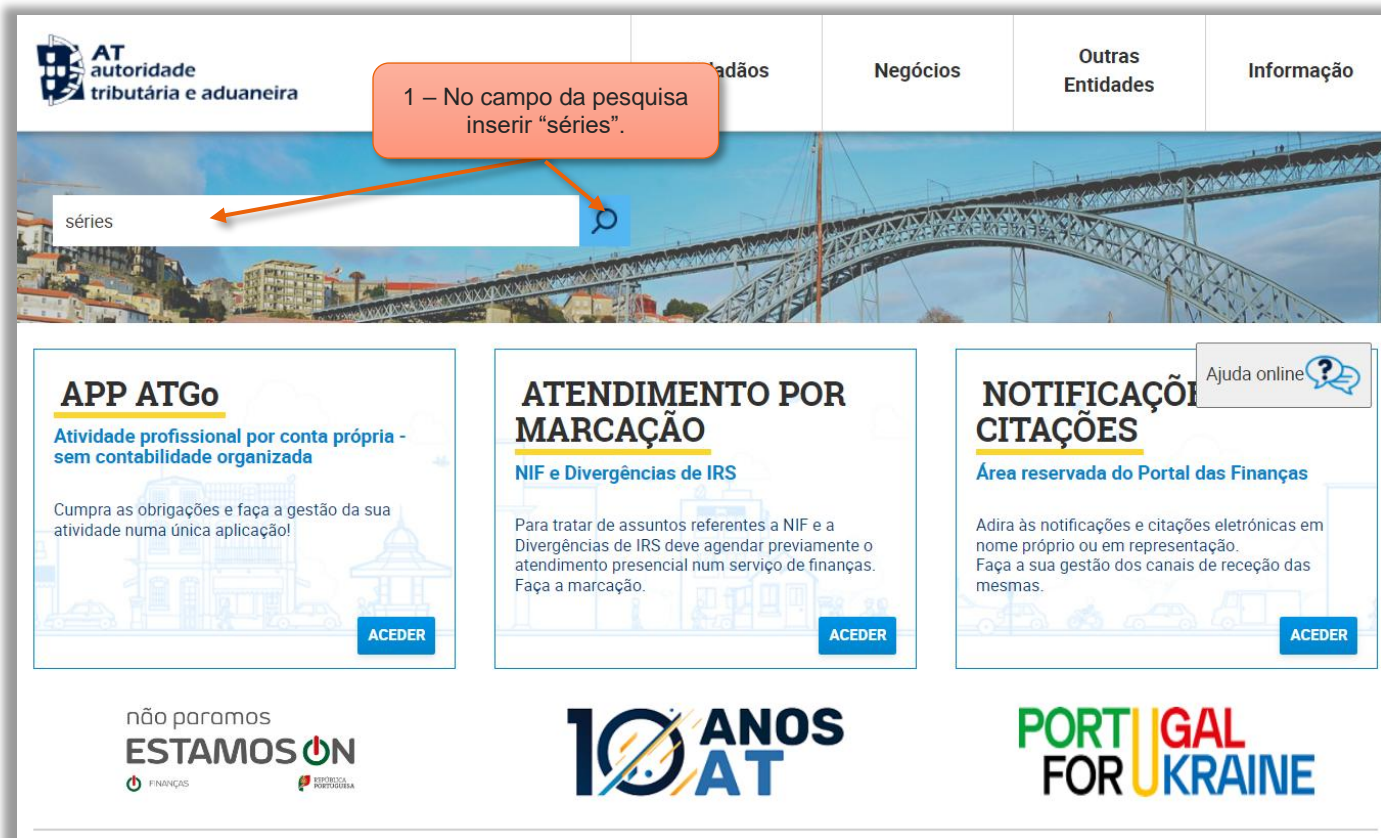 AT
autoridade
tributária e aduaneira
adãos
Negócios
Outras
Entidades
Informação
1 – No campo da pesquisa
inserir “séries”.
séries
Ajuda online
APP ATGo
Atividade profissional por conta própria -
sem contabilidade organizada
Cumpra as obrigações e faça a gestão da sua
atividade numa única aplicação!
ACEDER
ATENDIMENTO POR
MARCAÇÃO
NIF e Divergências de IRS
Para tratar de assuntos referentes a NIF e a
Divergências de IRS deve agendar previamente o
atendimento presencial num serviço de finanças.
Faça a marcação.
ACEDER
NOTIFICAÇÕE
CITAÇÕES
Área reservada do Portal das Finanças
Adira às notificações e citações eletrónicas em
nome próprio ou em representação.
Faça a sua gestão dos canais de receção das
mesmas.
ACEDER
não paramos
ESTAMOS ON
FINANÇAS
REPÚBLICA
PORTUGUESA
10 ANOS
AT
PORTUGAL
FOR UKRAINE